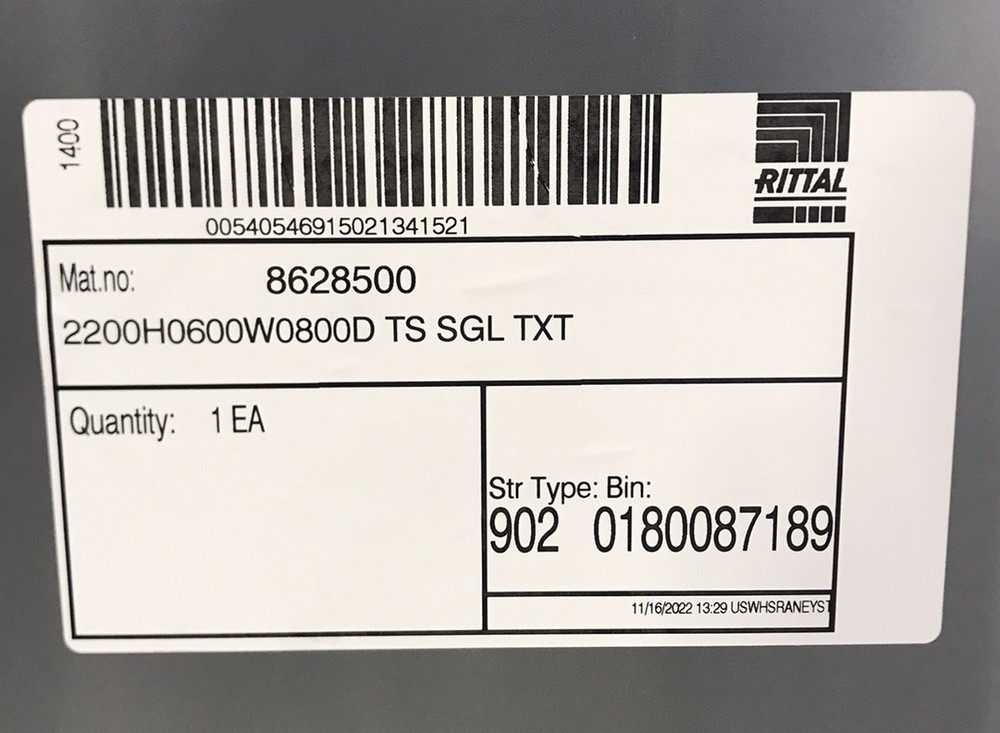 1400
00540546915021341521
RITTAL
Mat.no: 8628500
2200H0600W0800D TS SGL TXT
Quantity: 1 EA
Str Type: Bin:
902 0180087189
11/16/2022 13:29 USWHSRANEYST